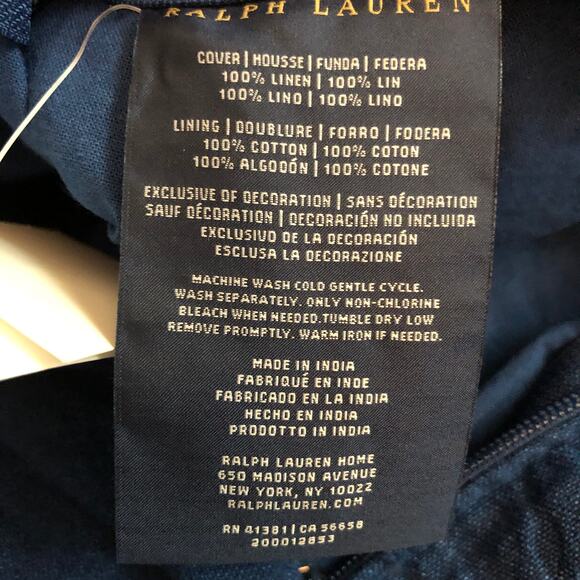 RALPH LAUREN
COVER | HOUSSE | FUNDA | FEDERA
100% LINEN | 100% LIN
100% LINO | 100% LINO
LINING | DOUBLURE | FORRO | FODERA
100% COTTON | 100% COTON
100% ALGODÓN | 100% COTONE
EXCLUSIVE OF DECORATION | SANS DÉCORATION
SAUF DÉCORATION | DECORACIÓN NO INCLUIDA
EXCLUSIVO DE LA DECORACIÓN
ESCLUSA LA DECORAZIONE
MACHINE WASH COLD GENTLE CYCLE.
WASH SEPARATELY. ONLY NON-CHLORINE
BLEACH WHEN NEEDED.TUMBLE DRY LOW
REMOVE PROMPTLY. WARM IRON IF NEEDED.
MADE IN INDIA
FABRIQUÉ EN INDE
FABRICADO EN LA INDIA
HECHO EN INDIA
PRODOTTO IN INDIA
RALPH LAUREN HOME
650 MADISON AVENUE
NEW YORK, NY 10022
RALPHLAUREN.COM
RN 41381 | CA 56658
200012853